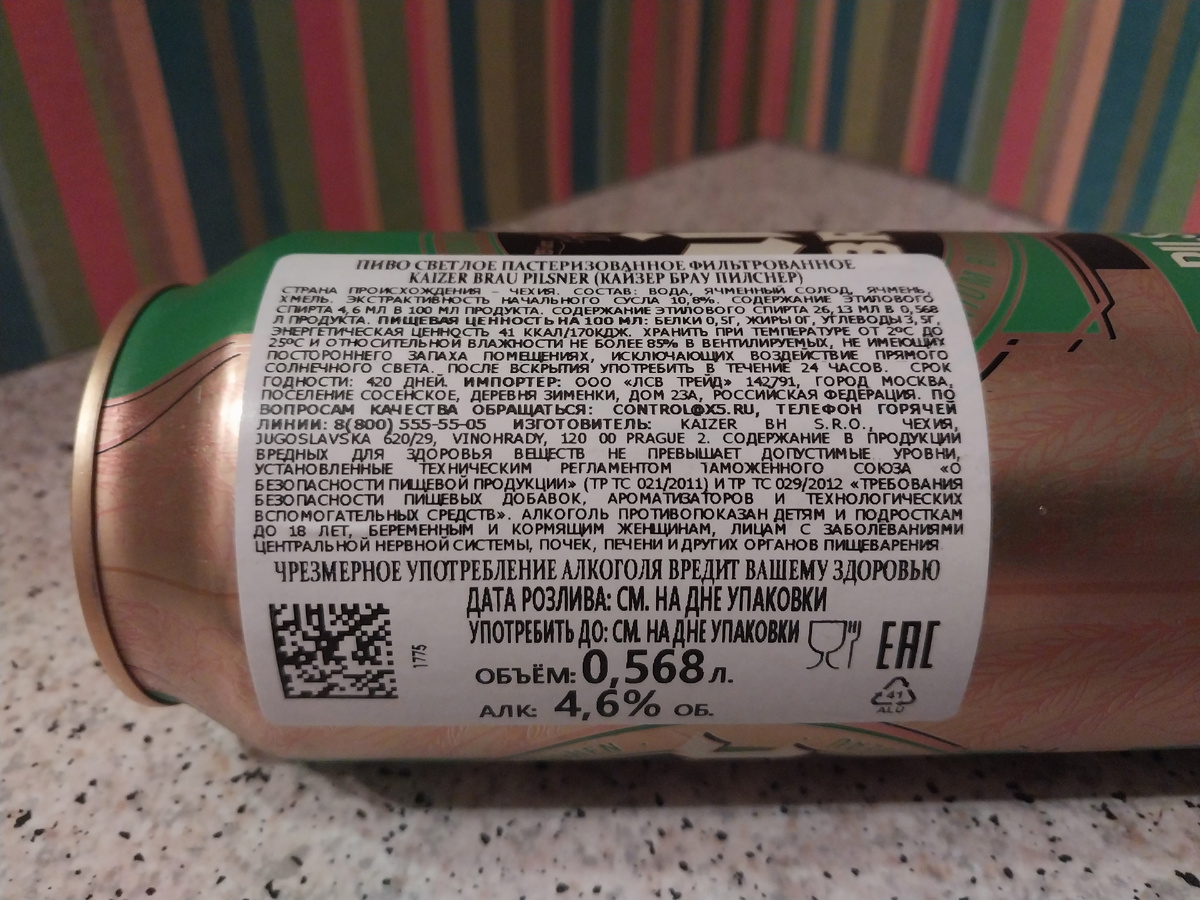 ПИВО СВЕТЛОЕ ПАСТЕРИЗОВАННОЕ ФИЛЬТРОВАННОЕ
KAIZER BRAU PILSNER (КАЙЗЕР БРАУ ПИЛСНЕР)
СТРАНА ПРОИСХОЖДЕНИЯ – ЧЕХИЯ. СОСТАВ: ВОДА, ЯЧМЕННЫЙ СОЛОД, ЯЧМЕНЬ,
ХМЕЛЬ. ЭКСТРАКТИВНОСТЬ НАЧАЛЬНОГО СУСЛА 10,8%. СОДЕРЖАНИЕ ЭТИЛОВОГО
СПИРТА 4,6 МЛ В 100 МЛ ПРОДУКТА. СОДЕРЖАНИЕ ЭТИЛОВОГО СПИРТА 26,13 МЛ В 0,568
Л ПРОДУКТА. ПИЩЕВАЯ ЦЕННОСТЬ НА 100 МЛ: БЕЛКИ 0,5Г, ЖИРЫ 0Г, УГЛЕВОДЫ 3,5Г,
ЭНЕРГЕТИЧЕСКАЯ ЦЕННОСТЬ 41 ККАЛ/170КДЖ. ХРАНИТЬ ПРИ ТЕМПЕРАТУРЕ ОТ 2ºС ДО
25ºС И ОТНОСИТЕЛЬНОЙ ВЛАЖНОСТИ НЕ БОЛЕЕ 85% В ВЕНТИЛИРУЕМЫХ, НЕ ИМЕЮЩИХ
ПОСТОРОННЕГО ЗАПАХА ПОМЕЩЕНИЯХ, ИСКЛЮЧАЮЩИХ ВОЗДЕЙСТВИЕ ПРЯМОГО
СОЛНЕЧНОГО СВЕТА. ПОСЛЕ ВСКРЫТИЯ УПОТРЕБИТЬ В ТЕЧЕНИЕ 24 ЧАСОВ. СРОК
ГОДНОСТИ: 420 ДНЕЙ. ИМПОРТЕР: ООО «ЛСВ ТРЕЙД» 142791, ГОРОД МОСКВА,
ПОСЕЛЕНИЕ СОСЕНСКОЕ, ДЕРЕВНЯ ЗИМЕНКИ, ДОМ 23А, РОССИЙСКАЯ ФЕДЕРАЦИЯ. ПО
ВОПРОСАМ КАЧЕСТВА ОБРАЩАТЬСЯ: CONTROL@X5.RU, ТЕЛЕФОН ГОРЯЧЕЙ
ЛИНИИ: 8(800) 555-55-05 ИЗГОТОВИТЕЛЬ: KAIZER BH S.R.O., ЧЕХИЯ,
JUGOSLAVSKA 620/29, VINOHRADY, 120 00 PRAGUE 2. СОДЕРЖАНИЕ В ПРОДУКЦИИ
ВРЕДНЫХ ДЛЯ ЗДОРОВЬЯ ВЕЩЕСТВ НЕ ПРЕВЫШАЕТ ДОПУСТИМЫЕ УРОВНИ,
УСТАНОВЛЕННЫЕ ТЕХНИЧЕСКИМ РЕГЛАМЕНТОМ ТАМОЖЕННОГО СОЮЗА «О
БЕЗОПАСНОСТИ ПИЩЕВОЙ ПРОДУКЦИИ» (ТР ТС 021/2011) И ТР ТС 029/2012 «ТРЕБОВАНИЯ
БЕЗОПАСНОСТИ ПИЩЕВЫХ ДОБАВОК, АРОМАТИЗАТОРОВ И ТЕХНОЛОГИЧЕСКИХ
ВСПОМОГАТЕЛЬНЫХ СРЕДСТВ». АЛКОГОЛЬ ПРОТИВОПОКАЗАН ДЕТЯМ И ПОДРОСТКАМ
ДО 18 ЛЕТ, БЕРЕМЕННЫМ И КОРМЯЩИМ ЖЕНЩИНАМ, ЛИЦАМ С ЗАБОЛЕВАНИЯМИ
ЦЕНТРАЛЬНОЙ НЕРВНОЙ СИСТЕМЫ, ПОЧЕК, ПЕЧЕНИ И ДРУГИХ ОРГАНОВ ПИЩЕВАРЕНИЯ
ЧРЕЗМЕРНОЕ УПОТРЕБЛЕНИЕ АЛКОГОЛЯ ВРЕДИТ ВАШЕМУ ЗДОРОВЬЮ
ДАТА РОЗЛИВА: СМ. НА ДНЕ УПАКОВКИ
УПОТРЕБИТЬ ДО: СМ. НА ДНЕ УПАКОВКИ
EAC
1775
ОБЪЁМ: 0,568 л.
АЛК: 4,6% ОБ.
41
ALU